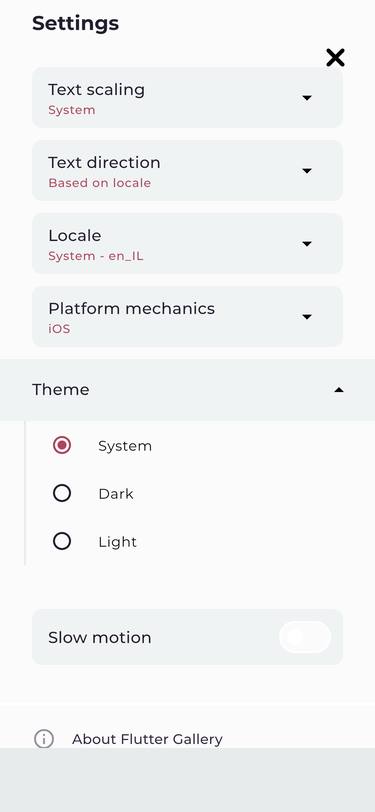 Settings
Text scaling
System
Text direction
Based on locale
Locale
System - en_IL
Platform mechanics
iOS
Theme
System
Dark
Light
Slow motion
About Flutter Gallery